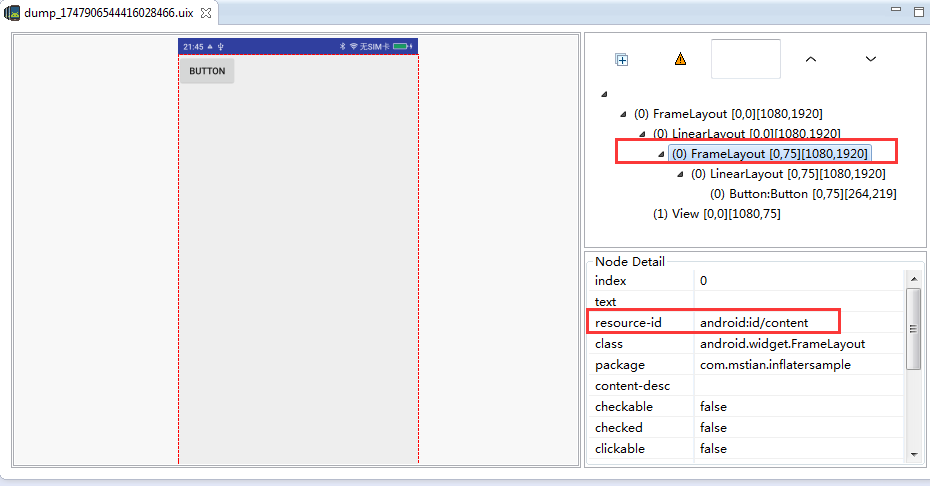 dump_1747906544416028466.uix
21:45 无SIM卡
BUTTON
(0) FrameLayout [0,0][1080,1920]
(0) LinearLayout [0,0][1080,1920]
(0) FrameLayout [0,75][1080,1920]
(0) LinearLayout [0,75][1080,1920]
(0) Button:Button [0,75][264,219]
(1) View [0,0][1080,75]
Node Detail
index 0
text
resource-id android:id/content
class android.widget.FrameLayout
package com.mstian.inflatersample
content-desc
checkable false
checked false
clickable false